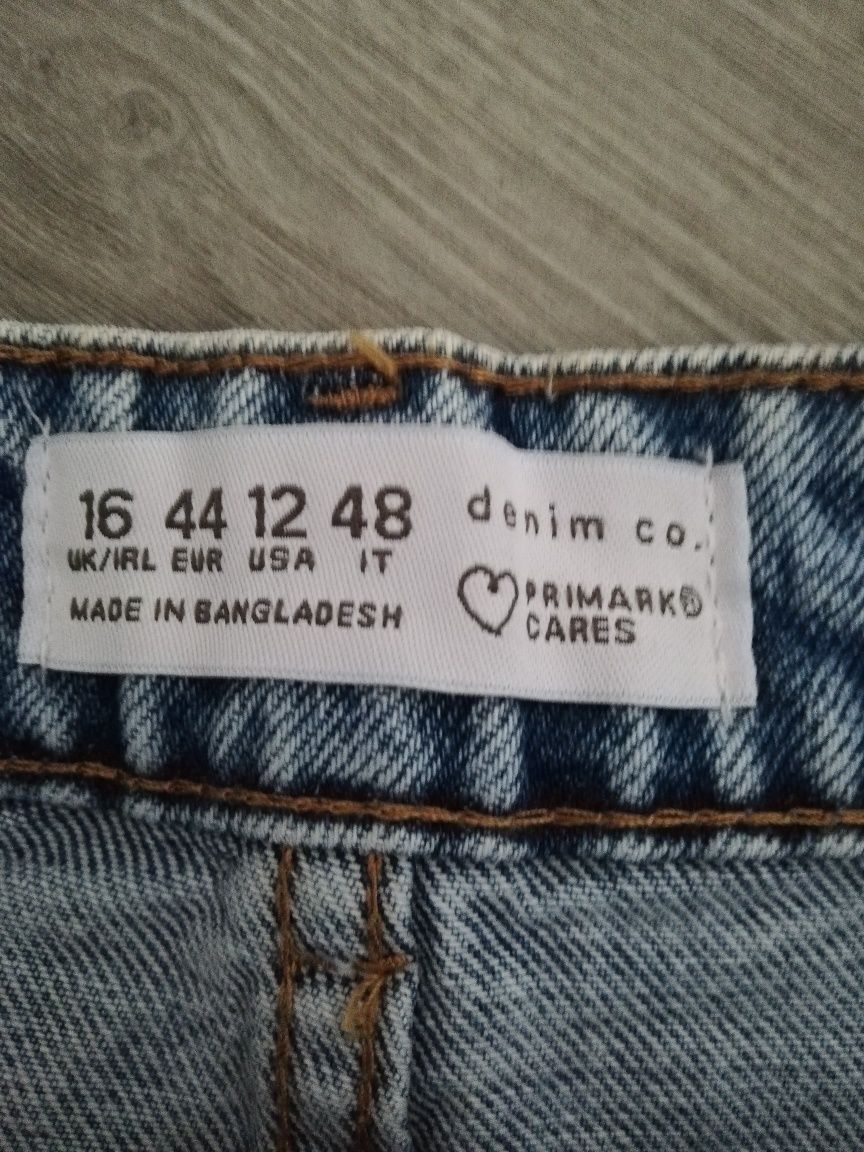 16 44 12 48
UK/IRL EUR USA IT
MADE IN BANGLADESH
denim co.
PRIMARK®
CARES